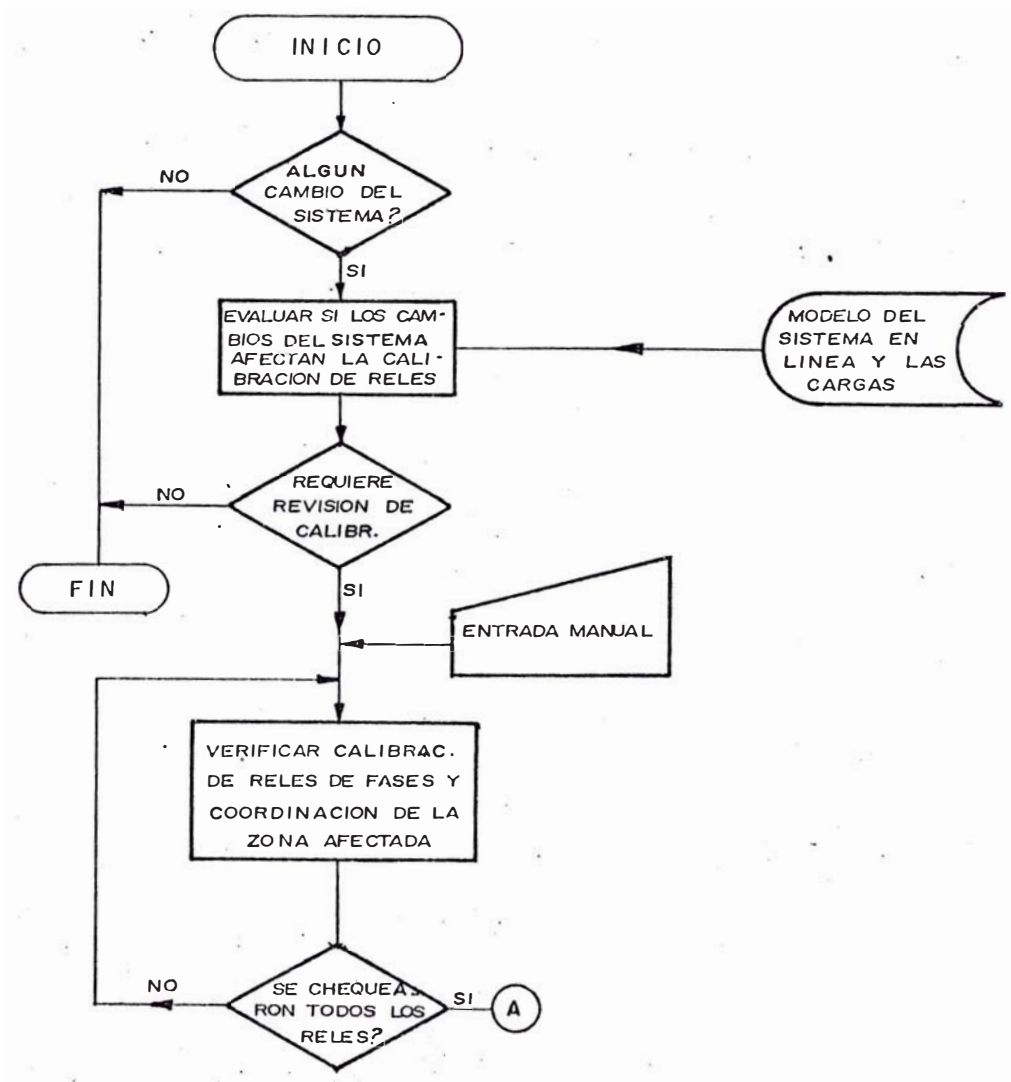 INICIO
ALGUN
CAMBIO DEL
SISTEMA?
NO
SI
EVALUAR SI LOS CAM-
BIOS DEL SISTEMA
AFECTAN LA CALI-
BRACION DE RELES
MODELO DEL
SISTEMA EN
LINEA Y LAS
CARGAS
REQUIERE
REVISION DE
CALIBR.
NO
SI
FIN
ENTRADA MANUAL
VERIFICAR CALIBRAC.
DE RELES DE FASES Y
COORDINACION DE LA
ZONA AFECTADA
SE CHEQUEA-
RON TODOS LOS
RELES?
NO
SI
A